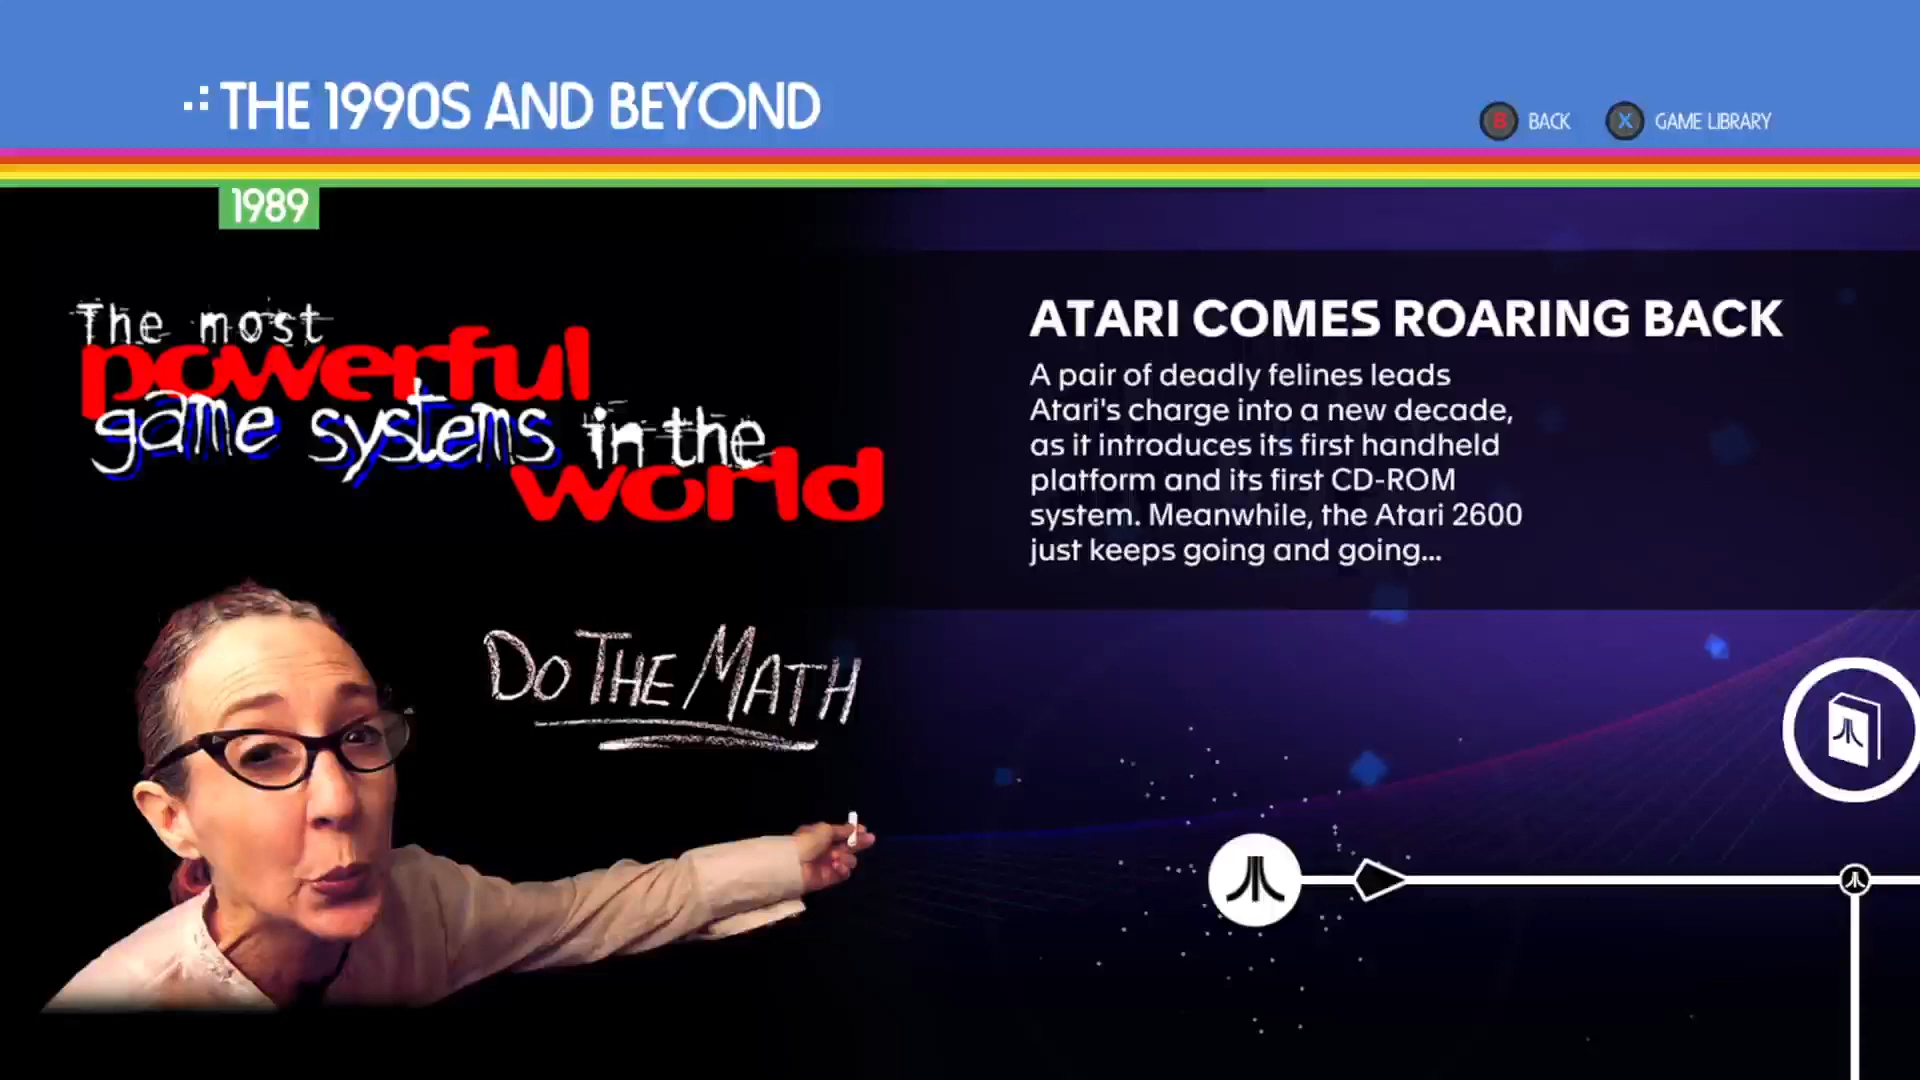 THE 1990S AND BEYOND
B BACK
X GAME LIBRARY
1989
The most
powerful
game systems in the
world
DO THE MATH
ATARI COMES ROARING BACK
A pair of deadly felines leads
Atari's charge into a new decade,
as it introduces its first handheld
platform and its first CD-ROM
system. Meanwhile, the Atari 2600
just keeps going and going...